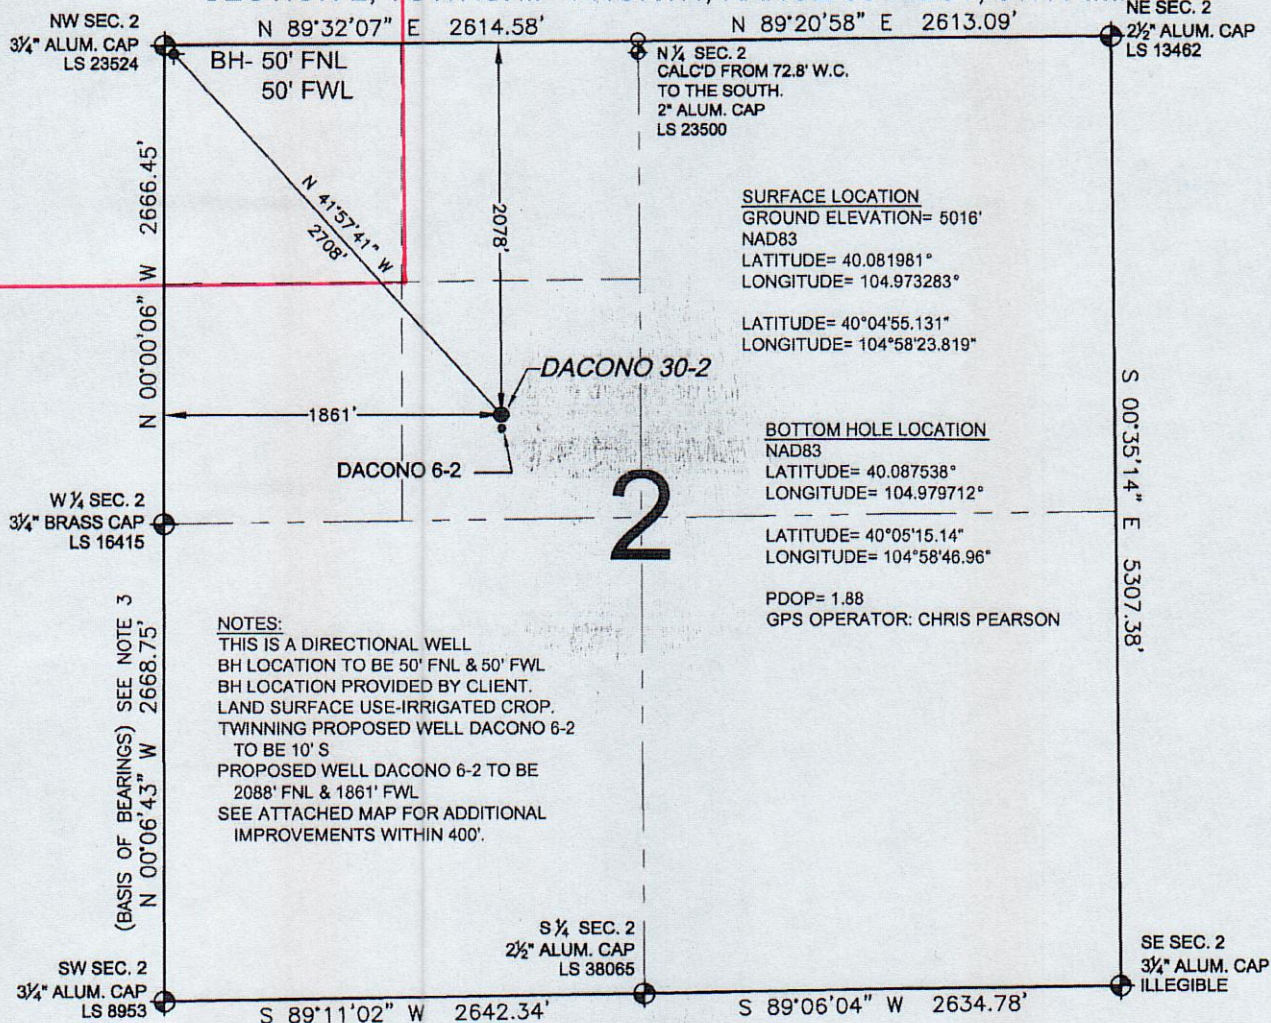 NW SEC. 2
3¼" ALUM. CAP
LS 23524
N 89°32'07" E 2614.58'
N 89°20'58" E 2613.09'
NE SEC. 2
2½" ALUM. CAP
LS 13462
BH- 50' FNL
50' FWL
N ¼ SEC. 2
CALC'D FROM 72.8' W.C.
TO THE SOUTH.
2" ALUM. CAP
LS 23500
N 00°00'06" W 2666.45'
N 41°57'41" W
2708'
2078'
SURFACE LOCATION
GROUND ELEVATION= 5016'
NAD83
LATITUDE= 40.081981°
LONGITUDE= 104.973283°
LATITUDE= 40°04'55.131"
LONGITUDE= 104°58'23.819"
DACONO 30-2
1861'
DACONO 6-2
S 00°35'14" E 5307.38'
BOTTOM HOLE LOCATION
NAD83
LATITUDE= 40.087538°
LONGITUDE= 104.979712°
LATITUDE= 40°05'15.14"
LONGITUDE= 104°58'46.96"
PDOP= 1.88
GPS OPERATOR: CHRIS PEARSON
2
W ¼ SEC. 2
3¼" BRASS CAP
LS 16415
(BASIS OF BEARINGS) SEE NOTE 3
N 00°06'43" W 2668.75'
NOTES:
THIS IS A DIRECTIONAL WELL
BH LOCATION TO BE 50' FNL & 50' FWL
BH LOCATION PROVIDED BY CLIENT.
LAND SURFACE USE-IRRIGATED CROP.
TWINNING PROPOSED WELL DACONO 6-2
TO BE 10' S
PROPOSED WELL DACONO 6-2 TO BE
2088' FNL & 1861' FWL
SEE ATTACHED MAP FOR ADDITIONAL
IMPROVEMENTS WITHIN 400'.
SW SEC. 2
3¼" ALUM. CAP
LS 8953
S 89°11'02" W 2642.34'
S ¼ SEC. 2
2½" ALUM. CAP
LS 38065
S 89°06'04" W 2634.78'
SE SEC. 2
3¼" ALUM. CAP
ILLEGIBLE